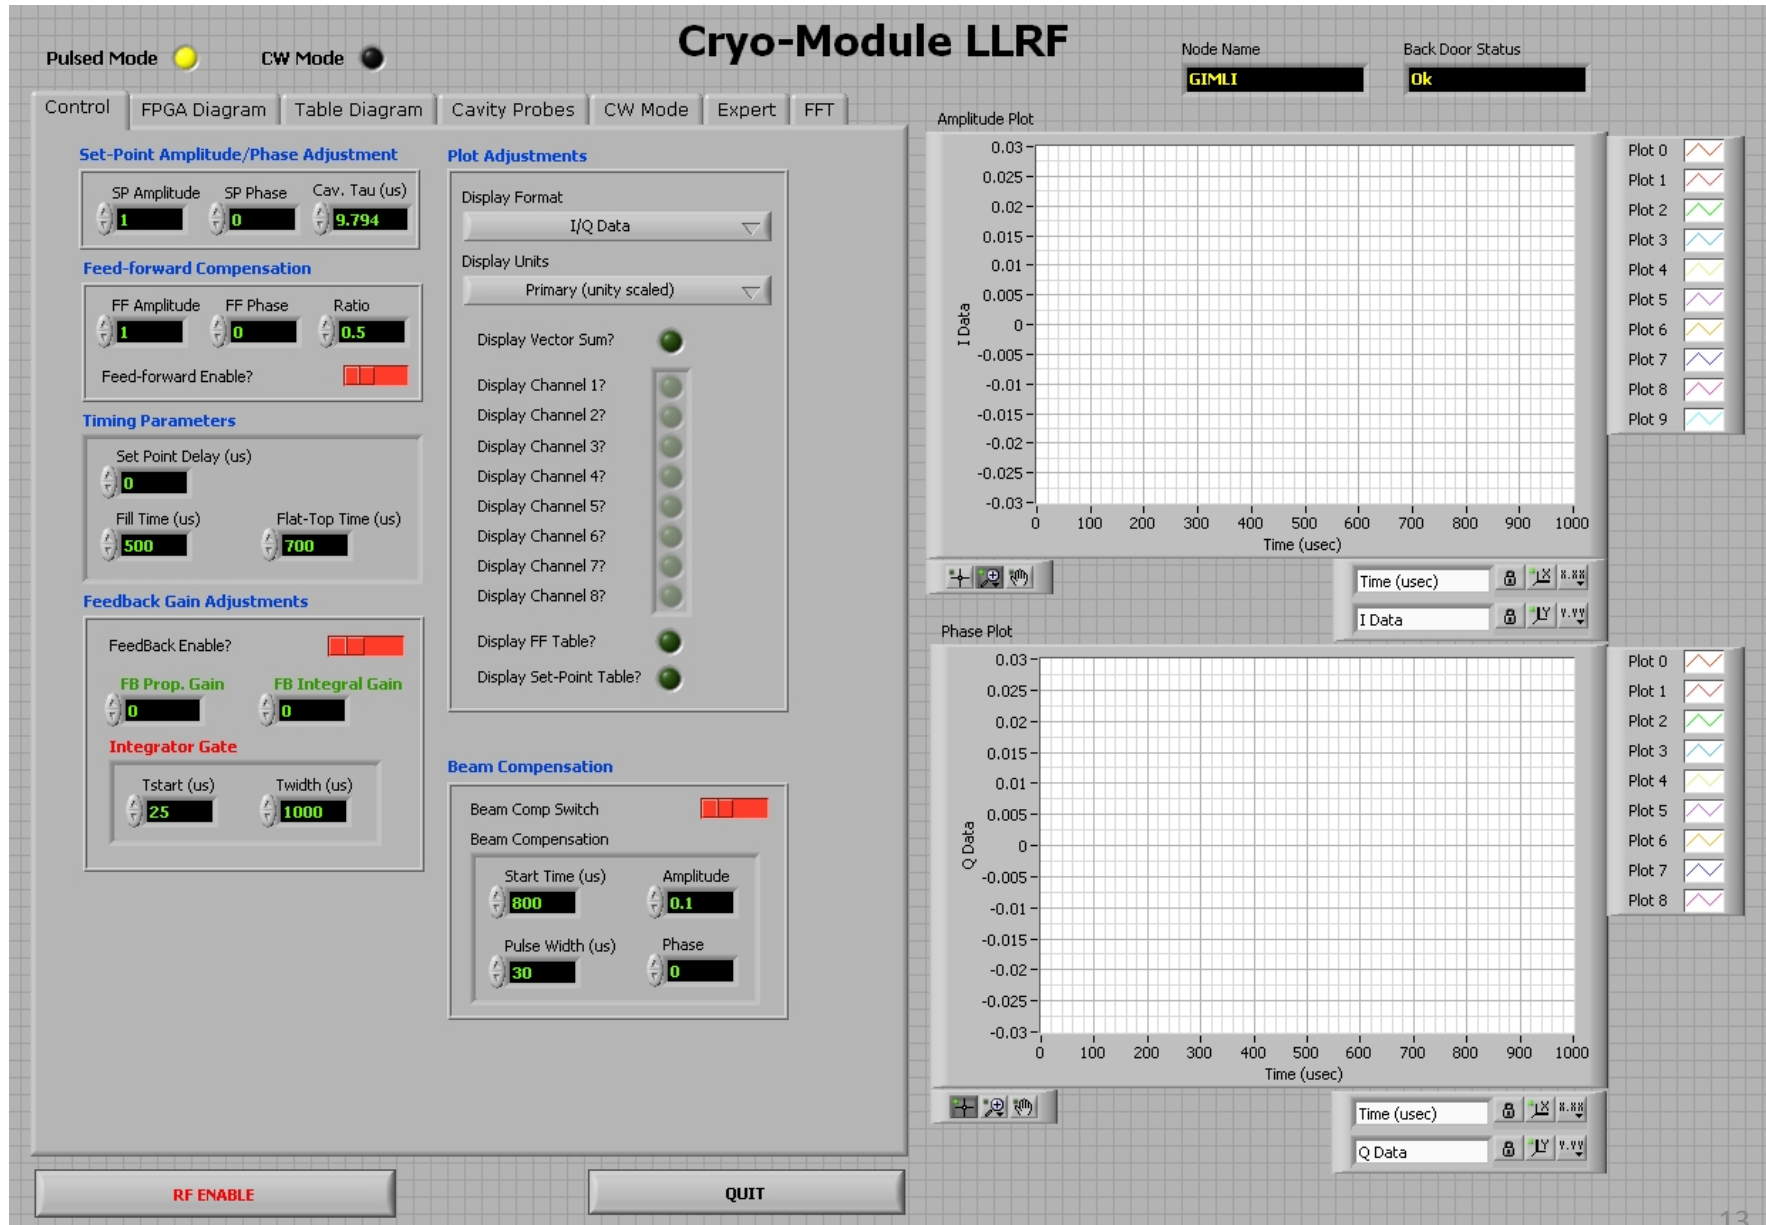 Cryo-Module LLRF
Pulsed Mode
CW Mode
Node Name
GIMLI
Back Door Status
Ok
Control
FPGA Diagram
Table Diagram
Cavity Probes
CW Mode
Expert
FFT
Set-Point Amplitude/Phase Adjustment
SP Amplitude SP Phase Cav. Tau (us)
1 0 9.794
Feed-forward Compensation
FF Amplitude FF Phase Ratio
1 0 0.5
Feed-forward Enable?
Timing Parameters
Set Point Delay (us)
0
Fill Time (us) Flat-Top Time (us)
500 700
Feedback Gain Adjustments
FeedBack Enable?
FB Prop. Gain FB Integral Gain
0 0
Integrator Gate
Tstart (us) Twidth (us)
25 1000
Plot Adjustments
Display Format
I/Q Data
Display Units
Primary (unity scaled)
Display Vector Sum?
Display Channel 1?
Display Channel 2?
Display Channel 3?
Display Channel 4?
Display Channel 5?
Display Channel 6?
Display Channel 7?
Display Channel 8?
Display FF Table?
Display Set-Point Table?
Beam Compensation
Beam Comp Switch
Beam Compensation
Start Time (us) Amplitude
800 0.1
Pulse Width (us) Phase
30 0
RF ENABLE
QUIT
Amplitude Plot
I Data
0.03
0.025
0.02
0.015
0.01
0.005
0
-0.005
-0.01
-0.015
-0.02
-0.025
-0.03
0 100 200 300 400 500 600 700 800 900 1000
Time (usec)
Plot 0
Plot 1
Plot 2
Plot 3
Plot 4
Plot 5
Plot 6
Plot 7
Plot 8
Plot 9
Time (usec) X X.XX
I Data Y Y.YY
Phase Plot
Q Data
0.03
0.025
0.02
0.015
0.01
0.005
0
-0.005
-0.01
-0.015
-0.02
-0.025
-0.03
0 100 200 300 400 500 600 700 800 900 1000
Time (usec)
Plot 0
Plot 1
Plot 2
Plot 3
Plot 4
Plot 5
Plot 6
Plot 7
Plot 8
Time (usec) X X.XX
Q Data Y Y.YY
13